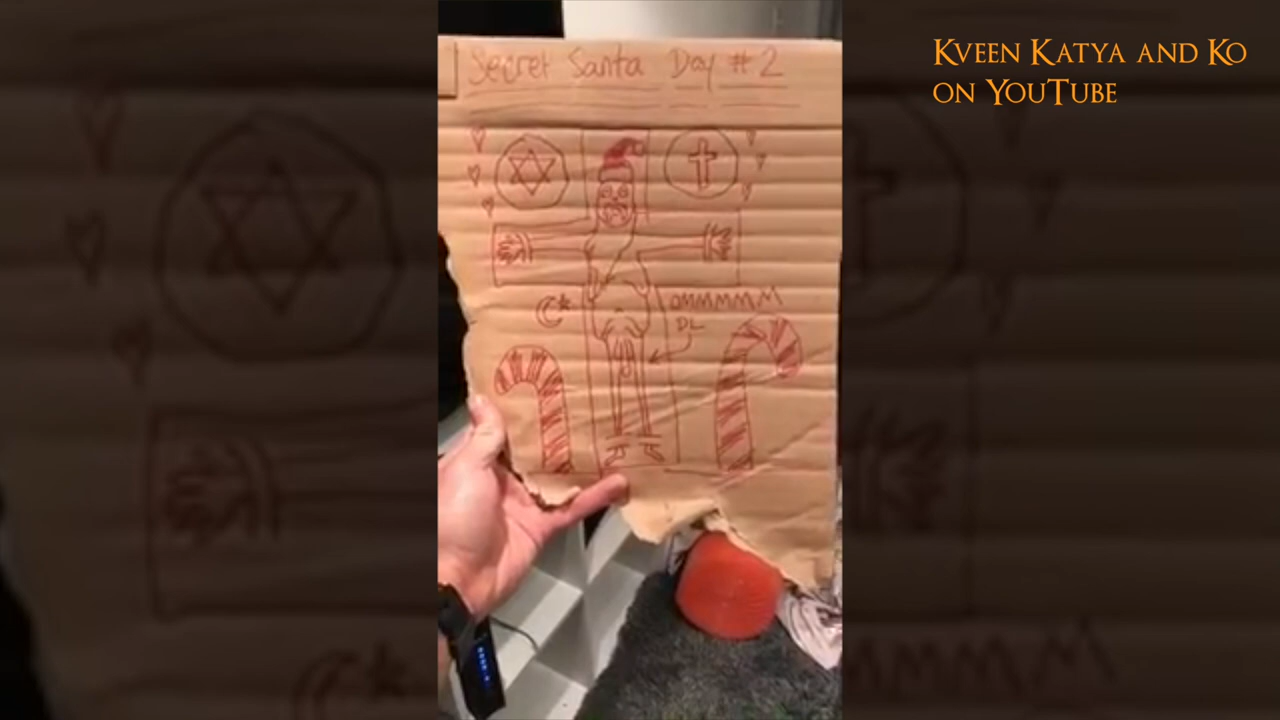 Secret Santa Day #2
OMMMMMM
DL
KVEEN KATYA AND KO
ON YOUTUBE